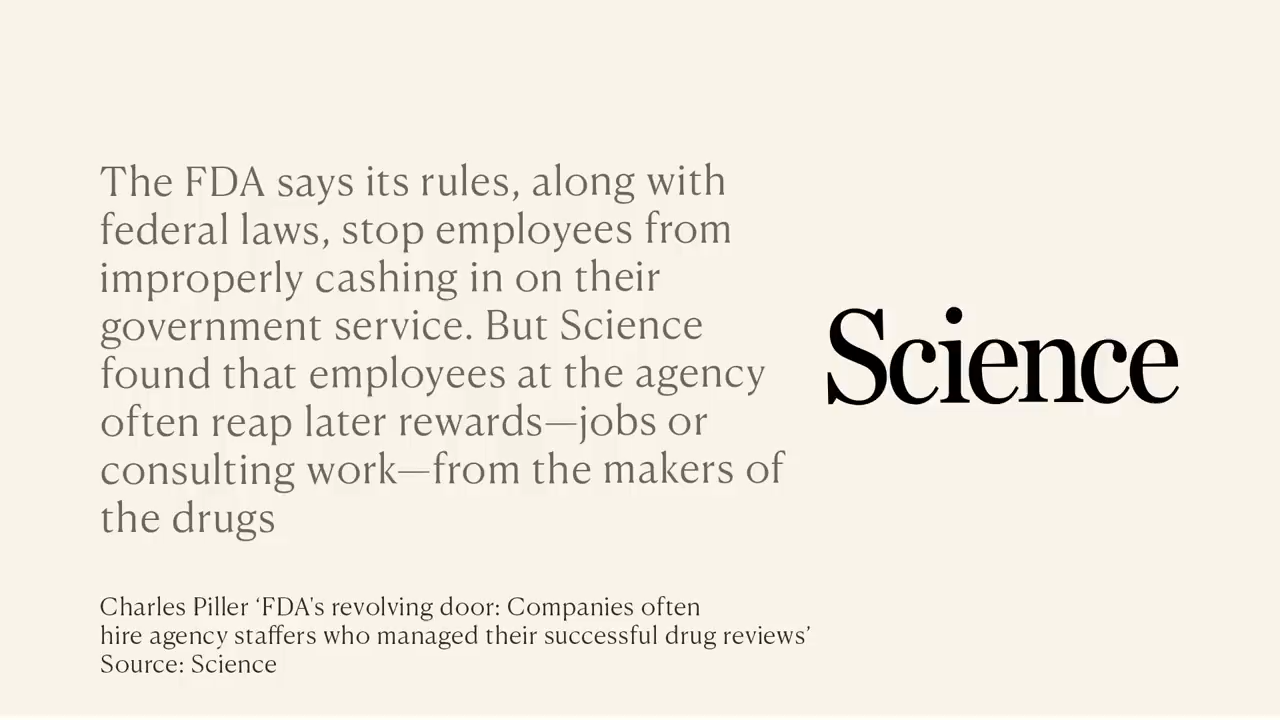 The FDA says its rules, along with
federal laws, stop employees from
improperly cashing in on their
government service. But Science
found that employees at the agency
often reap later rewards—jobs or
consulting work—from the makers of
the drugs
Science
Charles Piller ‘FDA's revolving door: Companies often
hire agency staffers who managed their successful drug reviews’
Source: Science